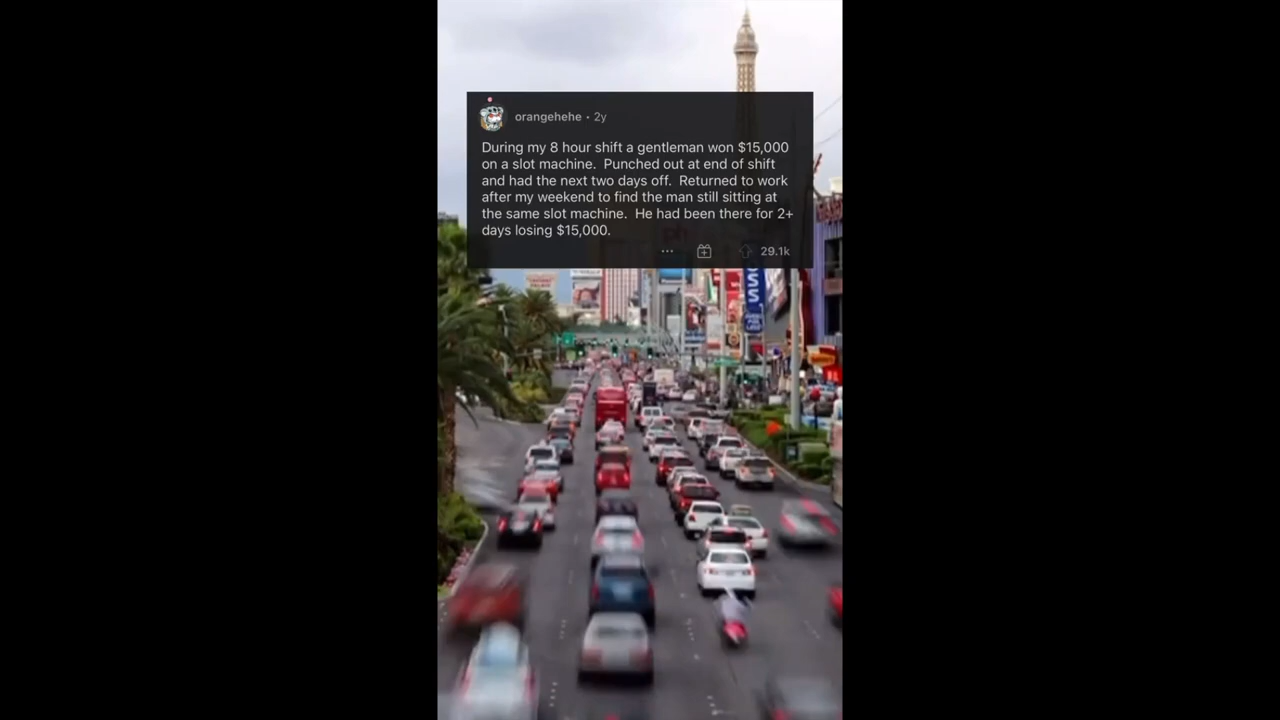 orangehehe • 2y
During my 8 hour shift a gentleman won $15,000
on a slot machine.  Punched out at end of shift
and had the next two days off.  Returned to work
after my weekend to find the man still sitting at
the same slot machine.  He had been there for 2+
days losing $15,000.
29.1k